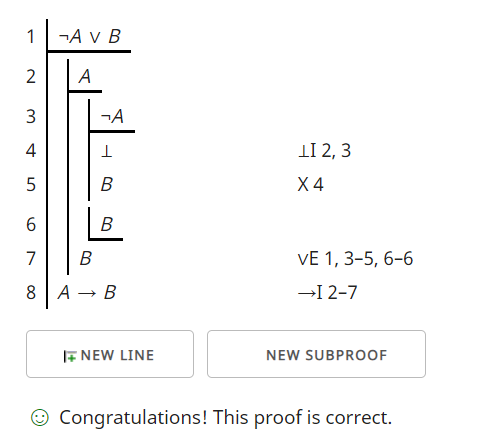 1 ¬A ∨ B
2 A
3 ¬A
4 ⊥ ⊥I 2, 3
5 B X 4
6 B
7 B ∨E 1, 3–5, 6–6
8 A → B →I 2–7
NEW LINE NEW SUBPROOF
Congratulations! This proof is correct.